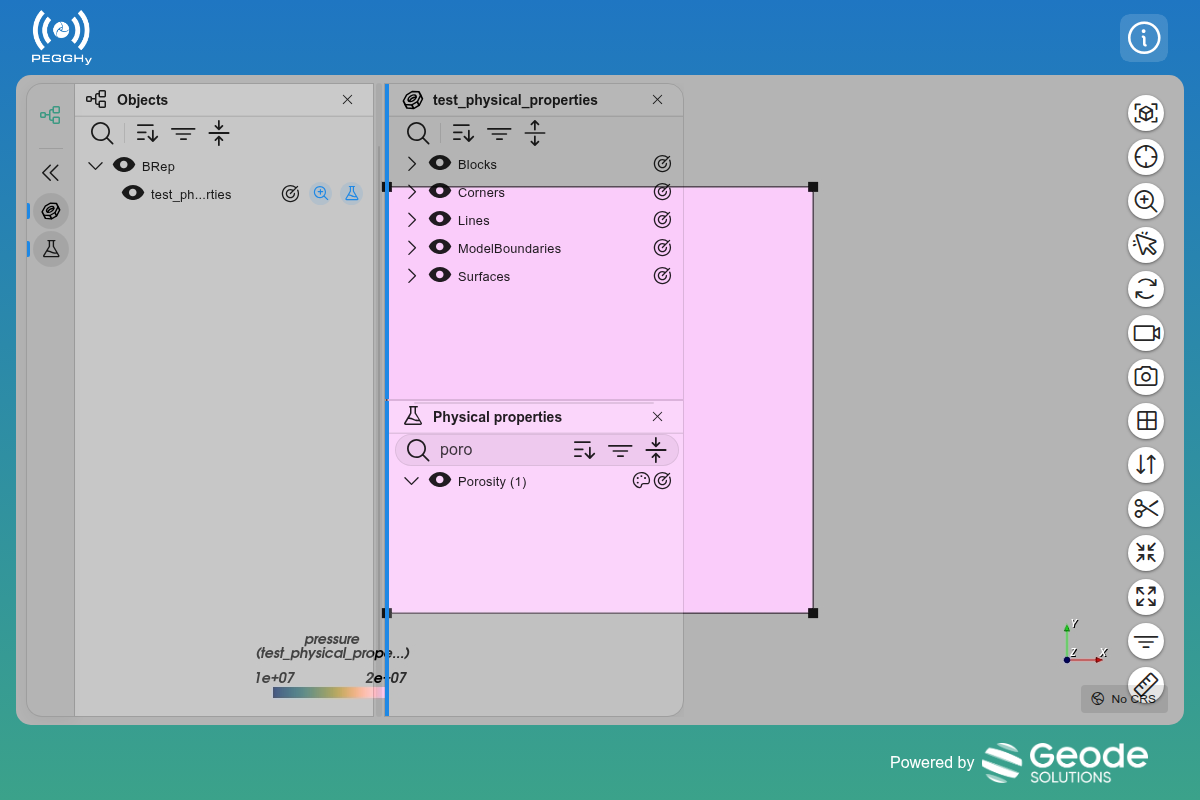 PEGGHy
Objects
BRep
test_ph...rties
test_physical_properties
Blocks
Corners
Lines
ModelBoundaries
Surfaces
Physical properties
poro
Porosity (1)
pressure
(test_physical_prope...)
1e+07 2e+07
Y
Z X
No CRS
Powered by Geode
SOLUTIONS